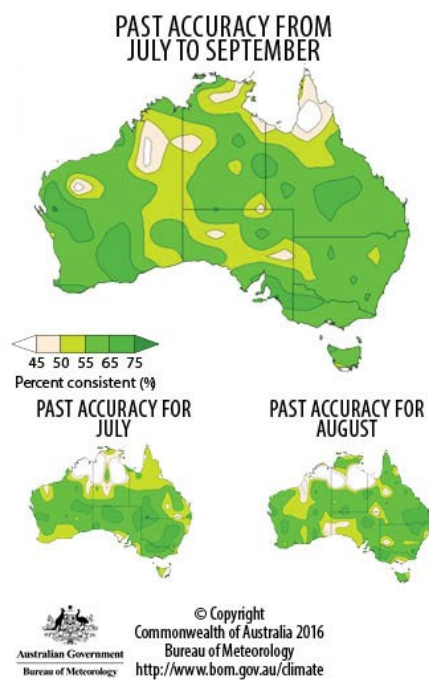 PAST ACCURACY FROM
JULY TO SEPTEMBER
45 50 55 65 75
Percent consistent (%)
PAST ACCURACY FOR
JULY
PAST ACCURACY FOR
AUGUST
Australian Government
Bureau of Meteorology
© Copyright
Commonwealth of Australia 2016
Bureau of Meteorology
http://www.bom.gov.au/climate